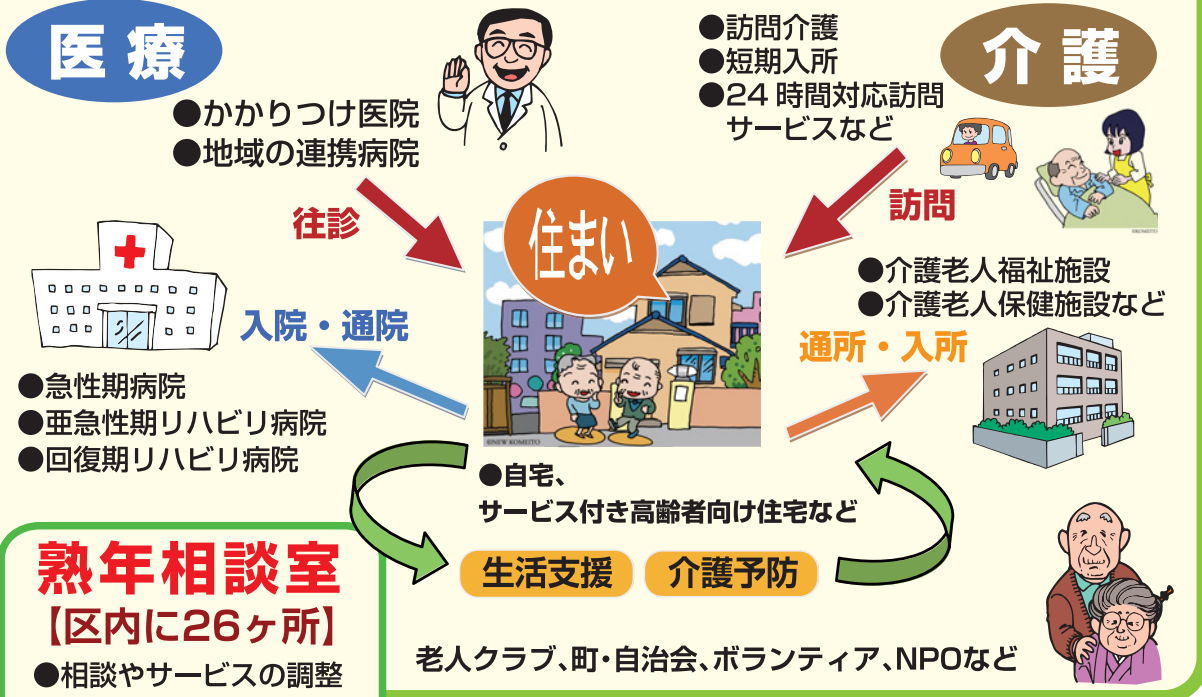 医療
●かかりつけ医院
●地域の連携病院
往診
●訪問介護
●短期入所
●24時間対応訪問
サービスなど
介護
訪問
©KOMEITO
住まい
入院・通院
●急性期病院
●亜急性期リハビリ病院
●回復期リハビリ病院
●介護老人福祉施設
●介護老人保健施設など
通所・入所
©NEW KOMEITO
●自宅、
サービス付き高齢者向け住宅など
生活支援
介護予防
熟年相談室
【区内に26ヶ所】
●相談やサービスの調整
老人クラブ、町・自治会、ボランティア、NPOなど